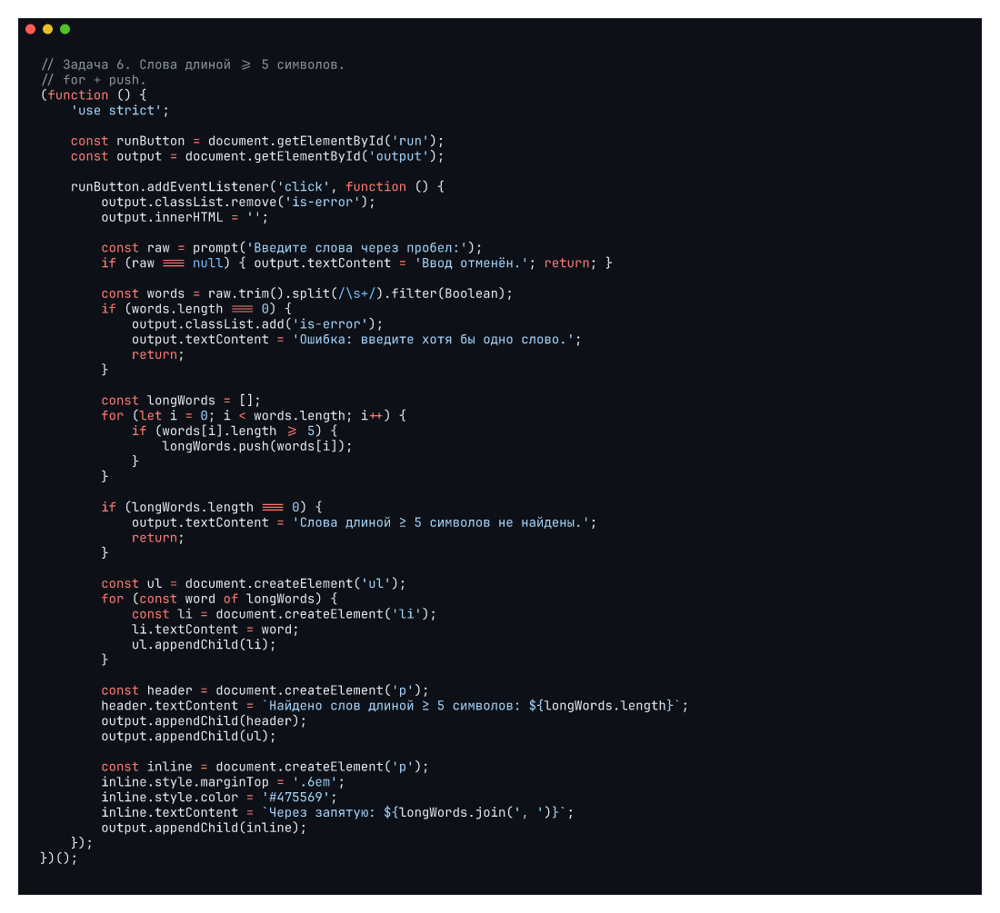 // Задача 6. Слова длиной >= 5 символов.
// for + push.
(function () {
    'use strict';

    const runButton = document.getElementById('run');
    const output = document.getElementById('output');

    runButton.addEventListener('click', function () {
        output.classList.remove('is-error');
        output.innerHTML = '';

        const raw = prompt('Введите слова через пробел:');
        if (raw === null) { output.textContent = 'Ввод отменён.'; return; }

        const words = raw.trim().split(/\s+/).filter(Boolean);
        if (words.length === 0) {
            output.classList.add('is-error');
            output.textContent = 'Ошибка: введите хотя бы одно слово.';
            return;
        }

        const longWords = [];
        for (let i = 0; i < words.length; i++) {
            if (words[i].length >= 5) {
                longWords.push(words[i]);
            }
        }

        if (longWords.length === 0) {
            output.textContent = 'Слова длиной ≥ 5 символов не найдены.';
            return;
        }

        const ul = document.createElement('ul');
        for (const word of longWords) {
            const li = document.createElement('li');
            li.textContent = word;
            ul.appendChild(li);
        }

        const header = document.createElement('p');
        header.textContent = `Найдено слов длиной ≥ 5 символов: ${longWords.length}`;
        output.appendChild(header);
        output.appendChild(ul);

        const inline = document.createElement('p');
        inline.style.marginTop = '.6em';
        inline.style.color = '#475569';
        inline.textContent = `Через запятую: ${longWords.join(', ')}`;
        output.appendChild(inline);
    });
})();